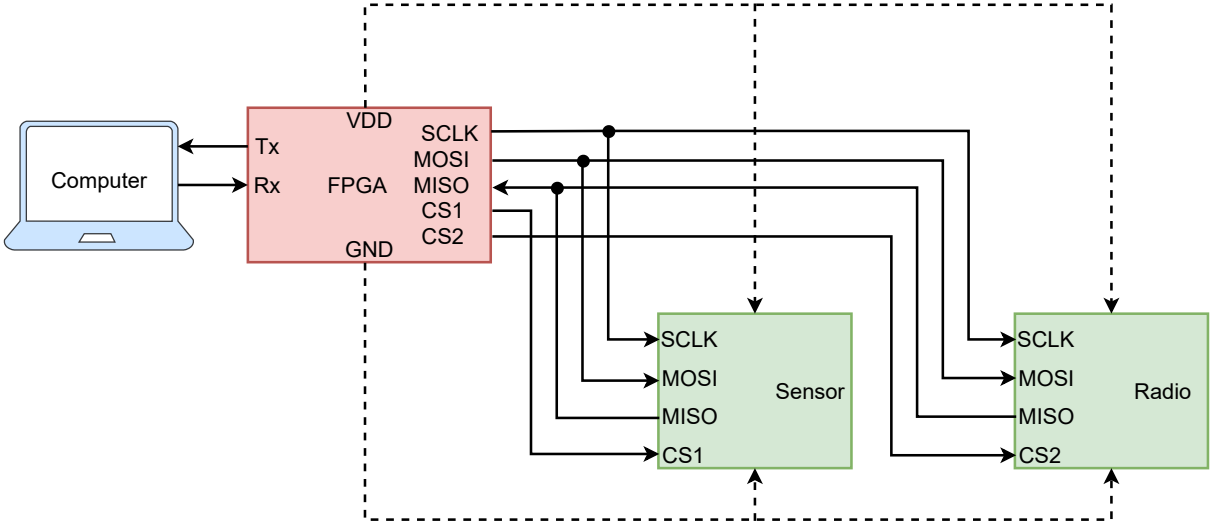 Computer
Tx
Rx
VDD
FPGA
GND
SCLK
MOSI
MISO
CS1
CS2
SCLK
MOSI
MISO
CS1
Sensor
SCLK
MOSI
MISO
CS2
Radio